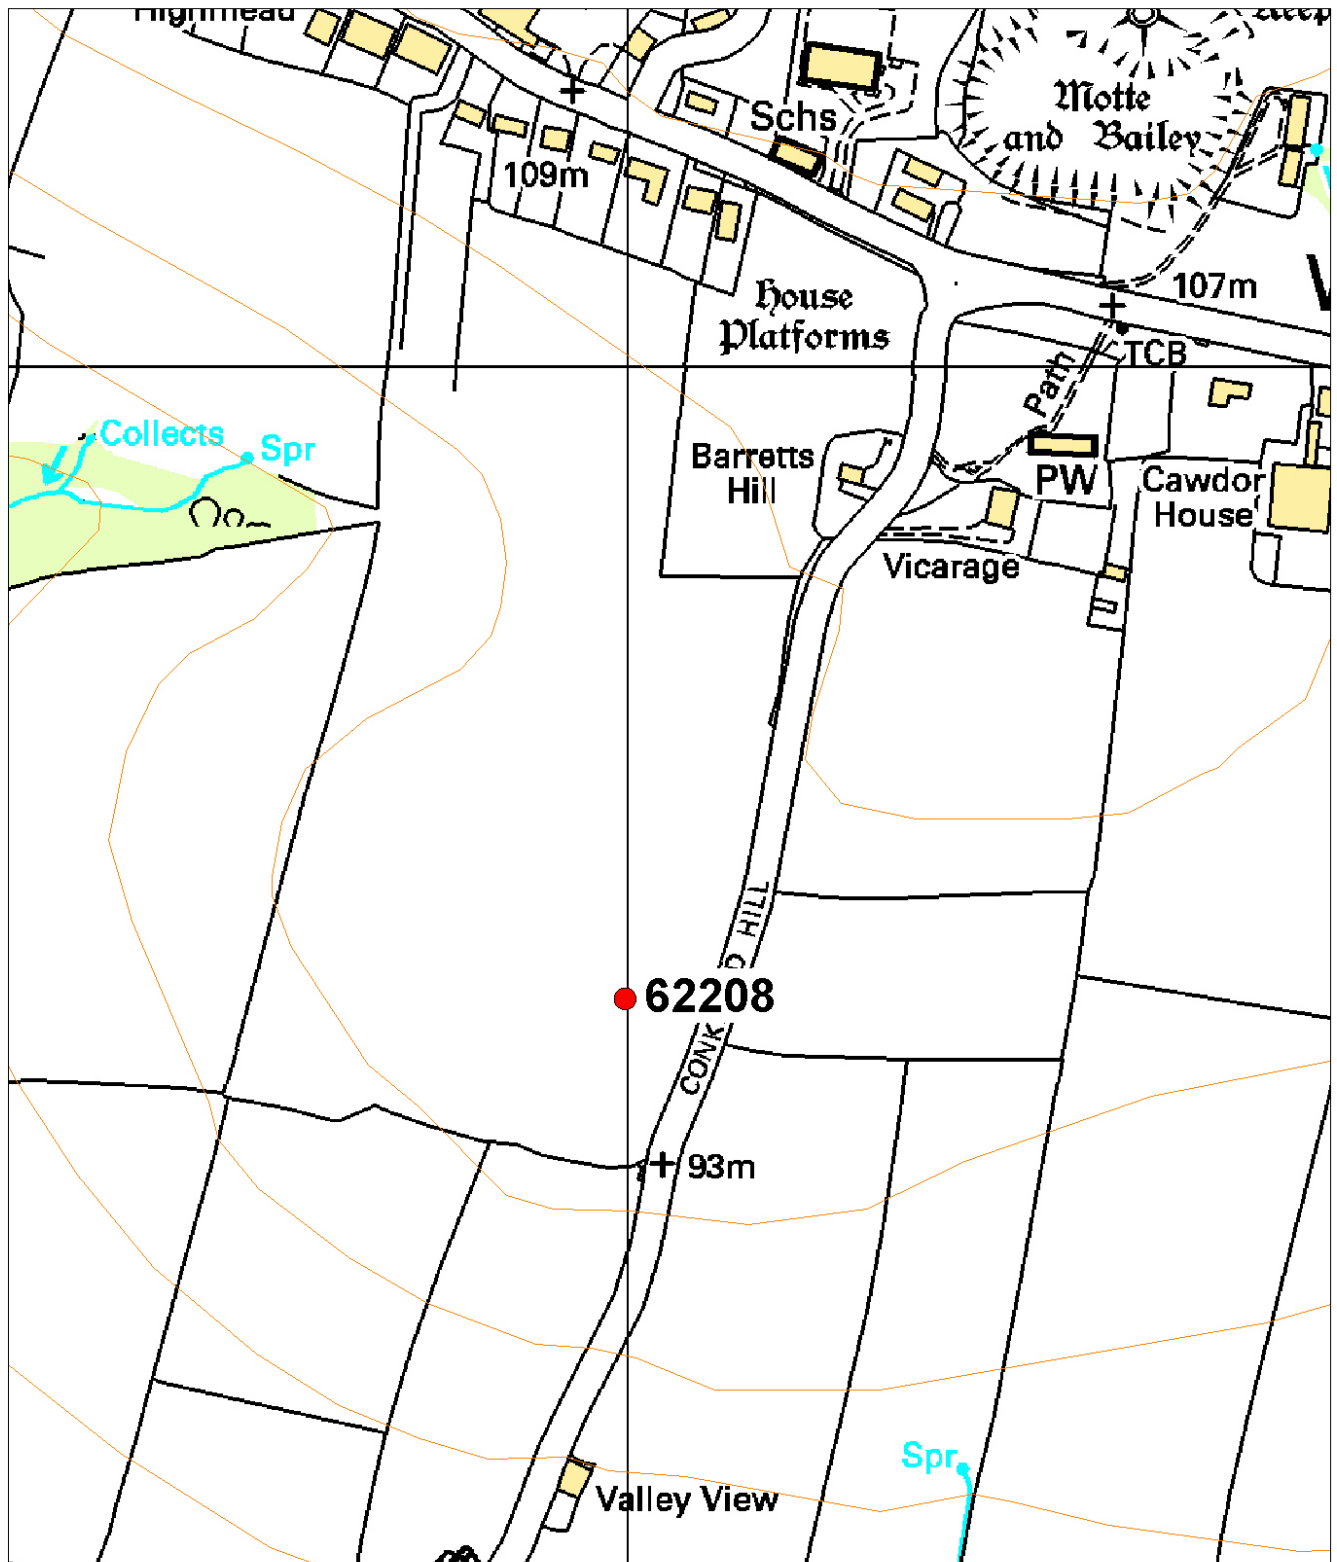 Highmead
Schs
Motte
and Bailey
109m
House
Platforms
107m
TCB
Path
Collects
Spr
Barretts
Hill
PW
Cawdor
House
Vicarage
HILL
62208
CONK
93m
Spr
Valley View